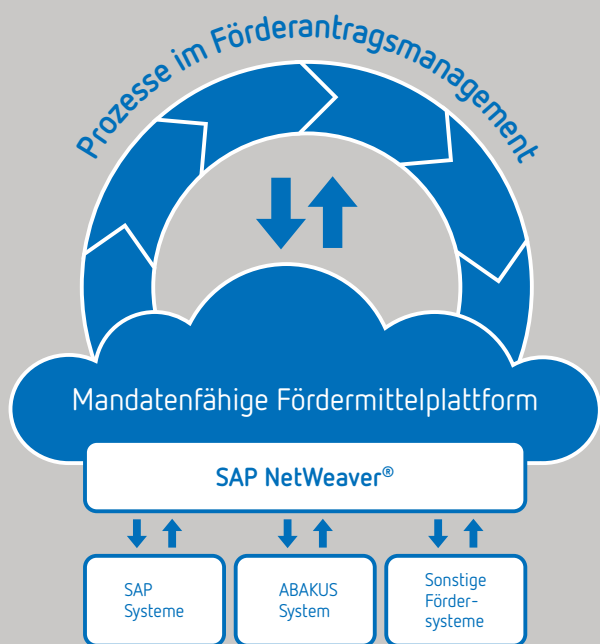 Prozesse im Förderantragsmanagement
Mandatenfähige Fördermittelplattform
SAP NetWeaver®
SAP
Systeme
ABAKUS
System
Sonstige
Förder-
systeme